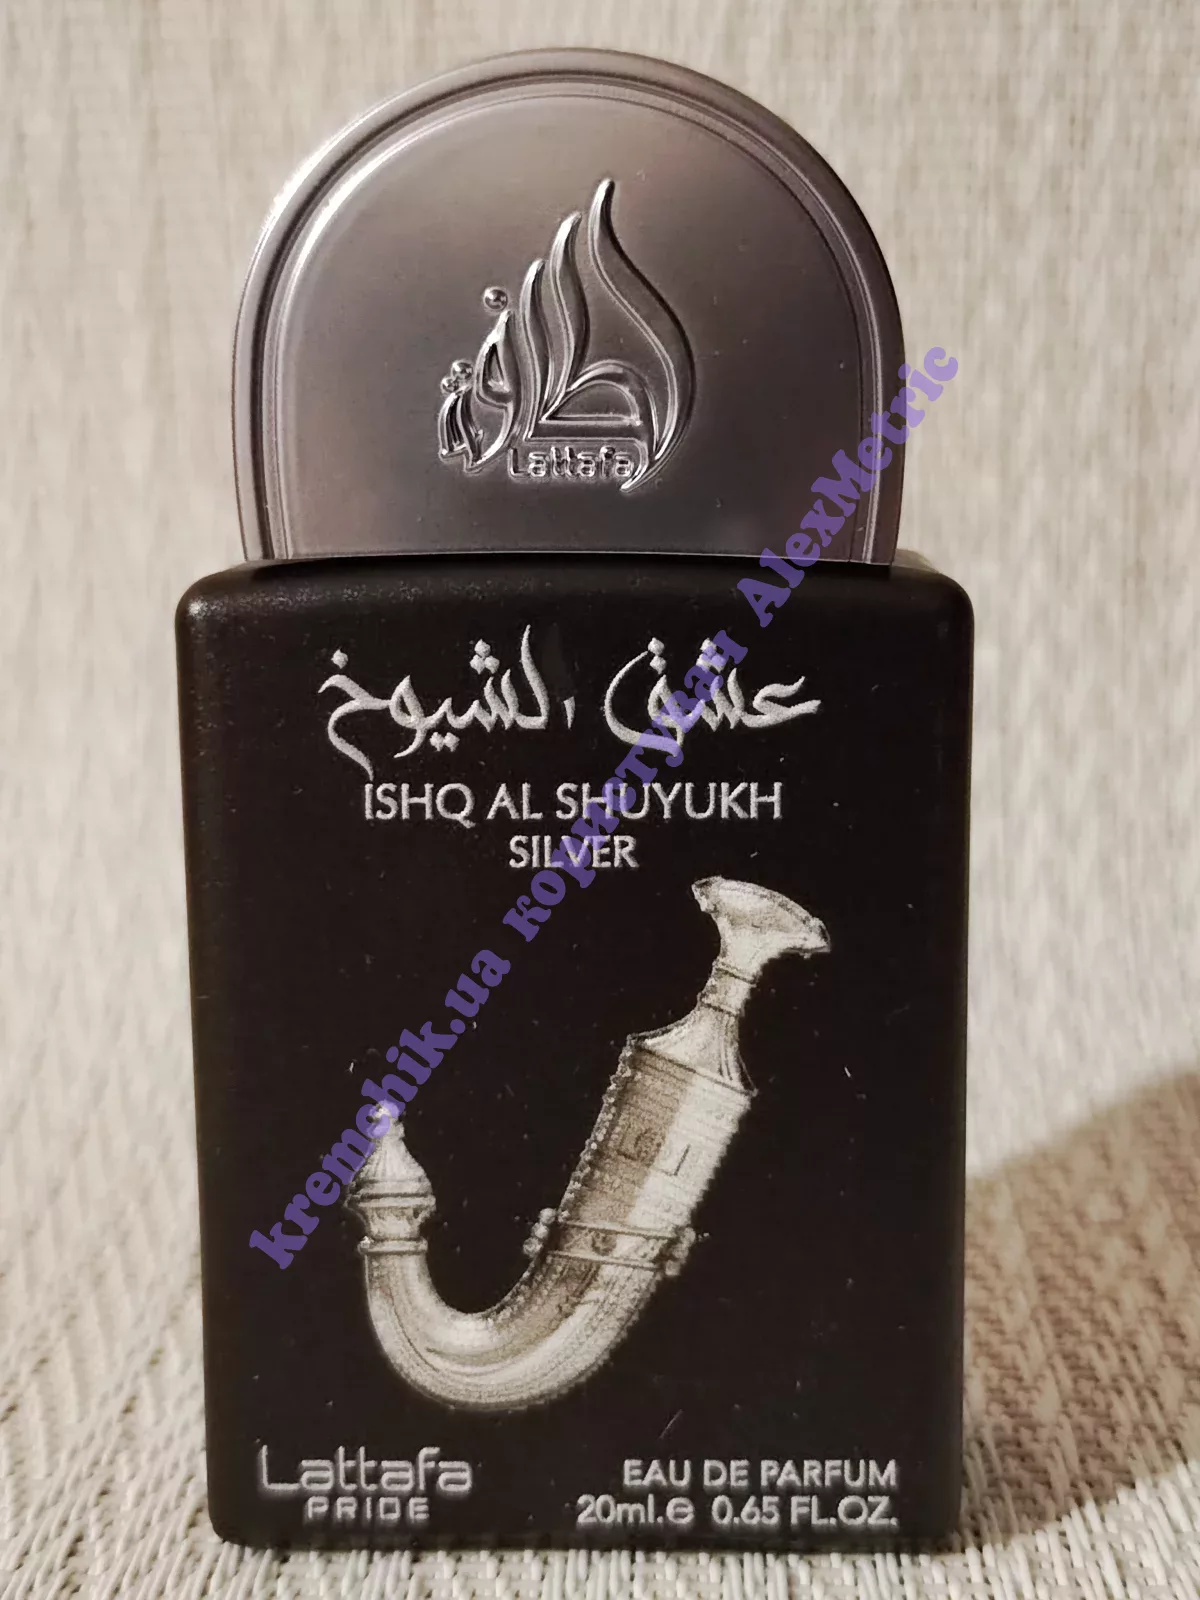 لطافة
Lattafa
عشق الشيوخ
ISHQ AL SHUYUKH
SILVER
kremchik.ua користувач AlexMetric
Lattafa
PRIDE
EAU DE PARFUM
20ml.e 0.65 FL.OZ.